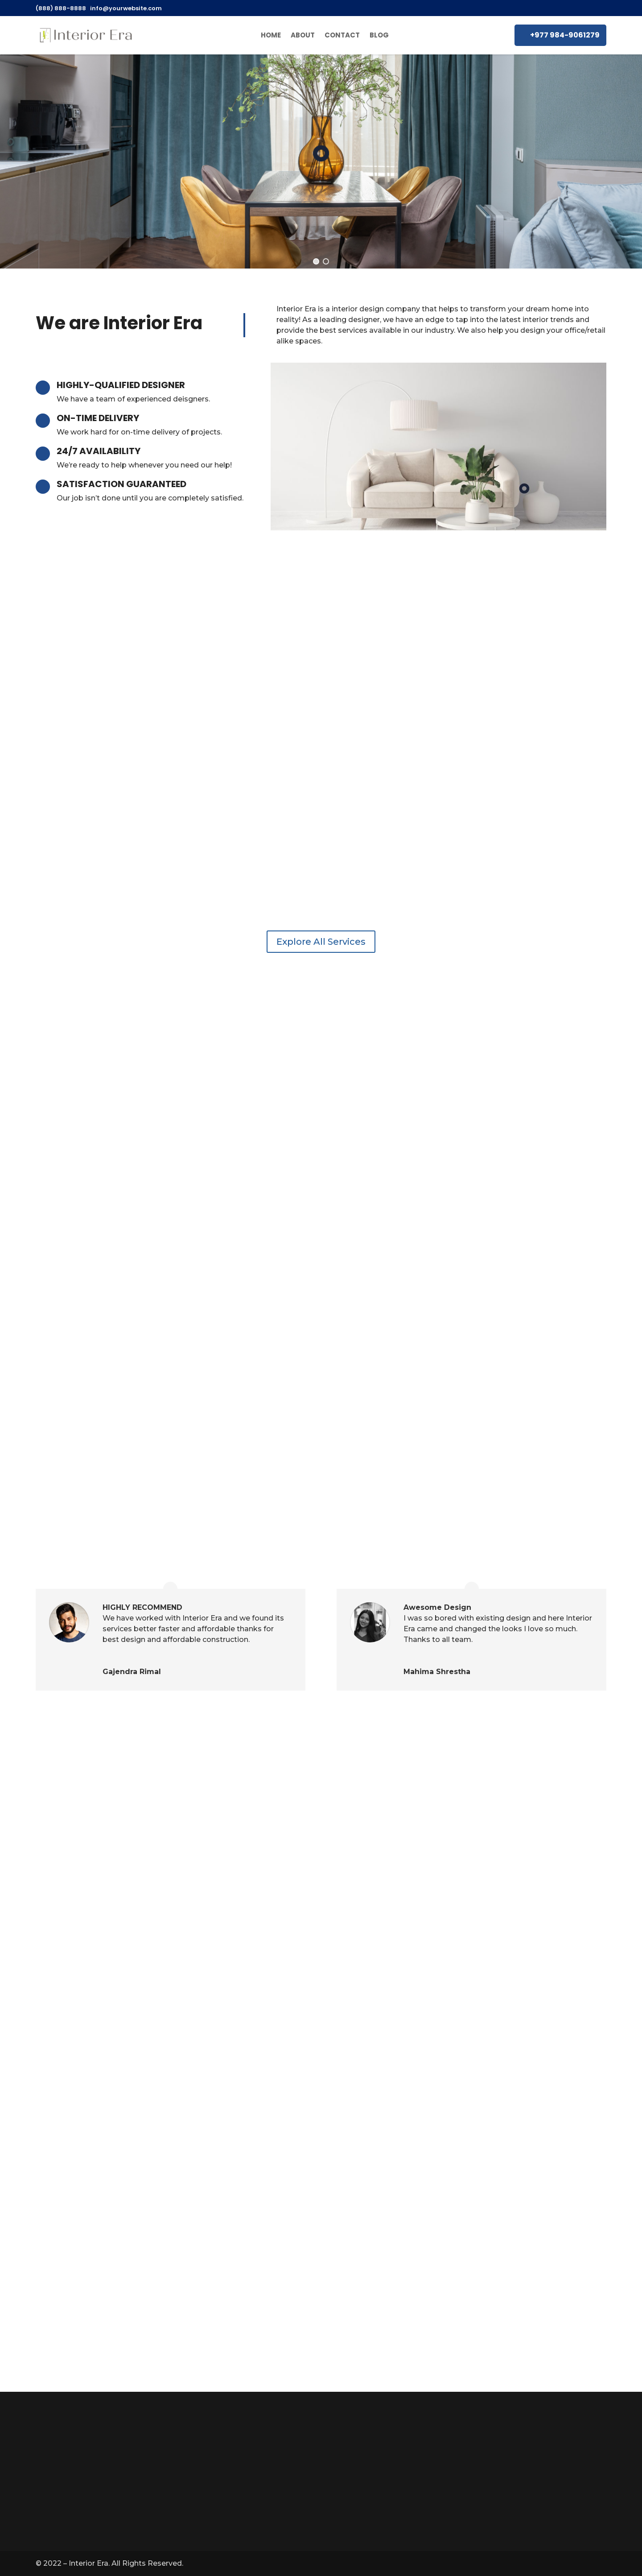 (888) 888-8888 info@yourwebsite.com
Interior Era
HOME ABOUT CONTACT BLOG
+977 984-9061279
We are Interior Era
Interior Era is a interior design company that helps to transform your dream home into
reality! As a leading designer, we have an edge to tap into the latest interior trends and
provide the best services available in our industry. We also help you design your office/retail
alike spaces.
HIGHLY-QUALIFIED DESIGNER
We have a team of experienced deisgners.
ON-TIME DELIVERY
We work hard for on-time delivery of projects.
24/7 AVAILABILITY
We're ready to help whenever you need our help!
SATISFACTION GUARANTEED
Our job isn't done until you are completely satisfied.
Explore All Services
HIGHLY RECOMMEND
We have worked with Interior Era and we found its
services better faster and affordable thanks for
best design and affordable construction.
Gajendra Rimal
Awesome Design
I was so bored with existing design and here Interior
Era came and changed the looks I love so much.
Thanks to all team.
Mahima Shrestha
© 2022 – Interior Era. All Rights Reserved.